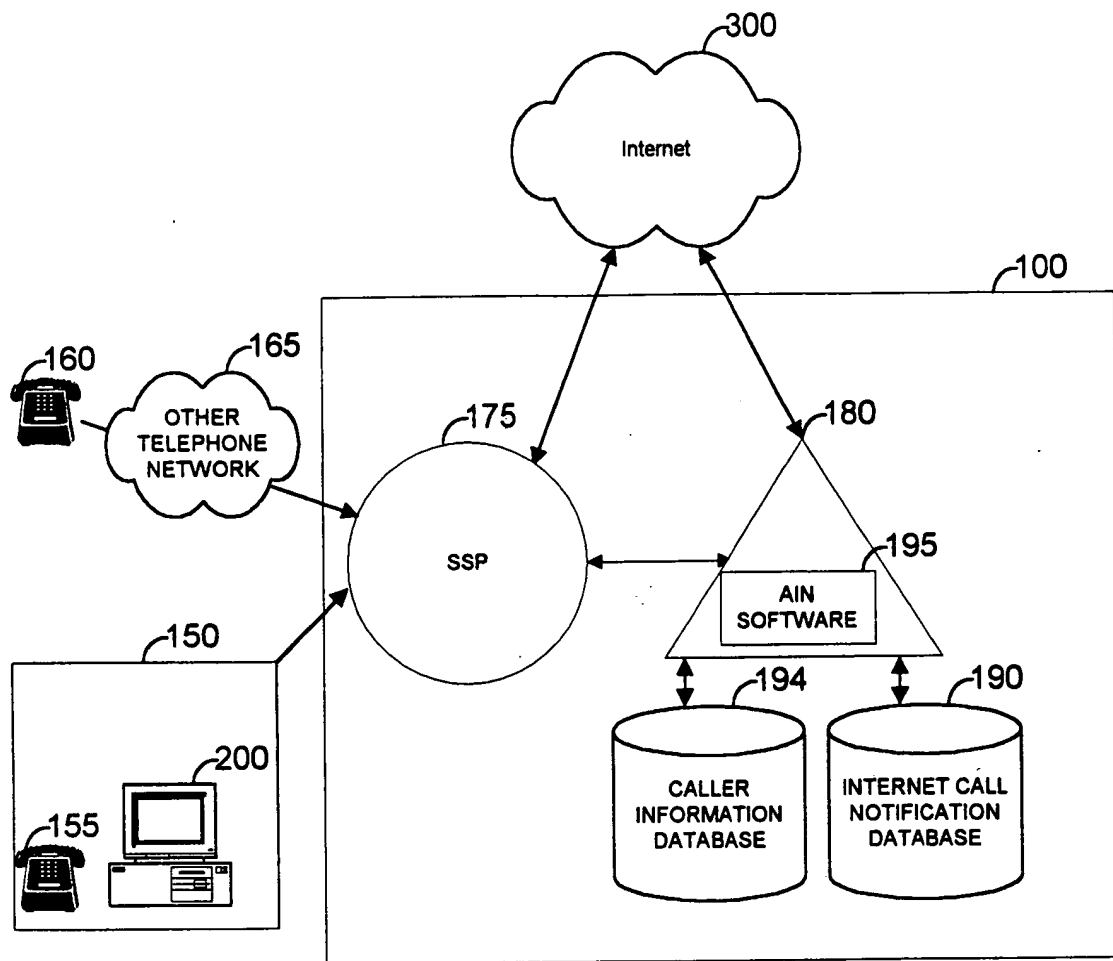 300
Internet
100
160
165
OTHER
TELEPHONE
NETWORK
175
SSP
180
195
AIN
SOFTWARE
150
200
155
194
CALLER
INFORMATION
DATABASE
190
INTERNET CALL
NOTIFICATION
DATABASE